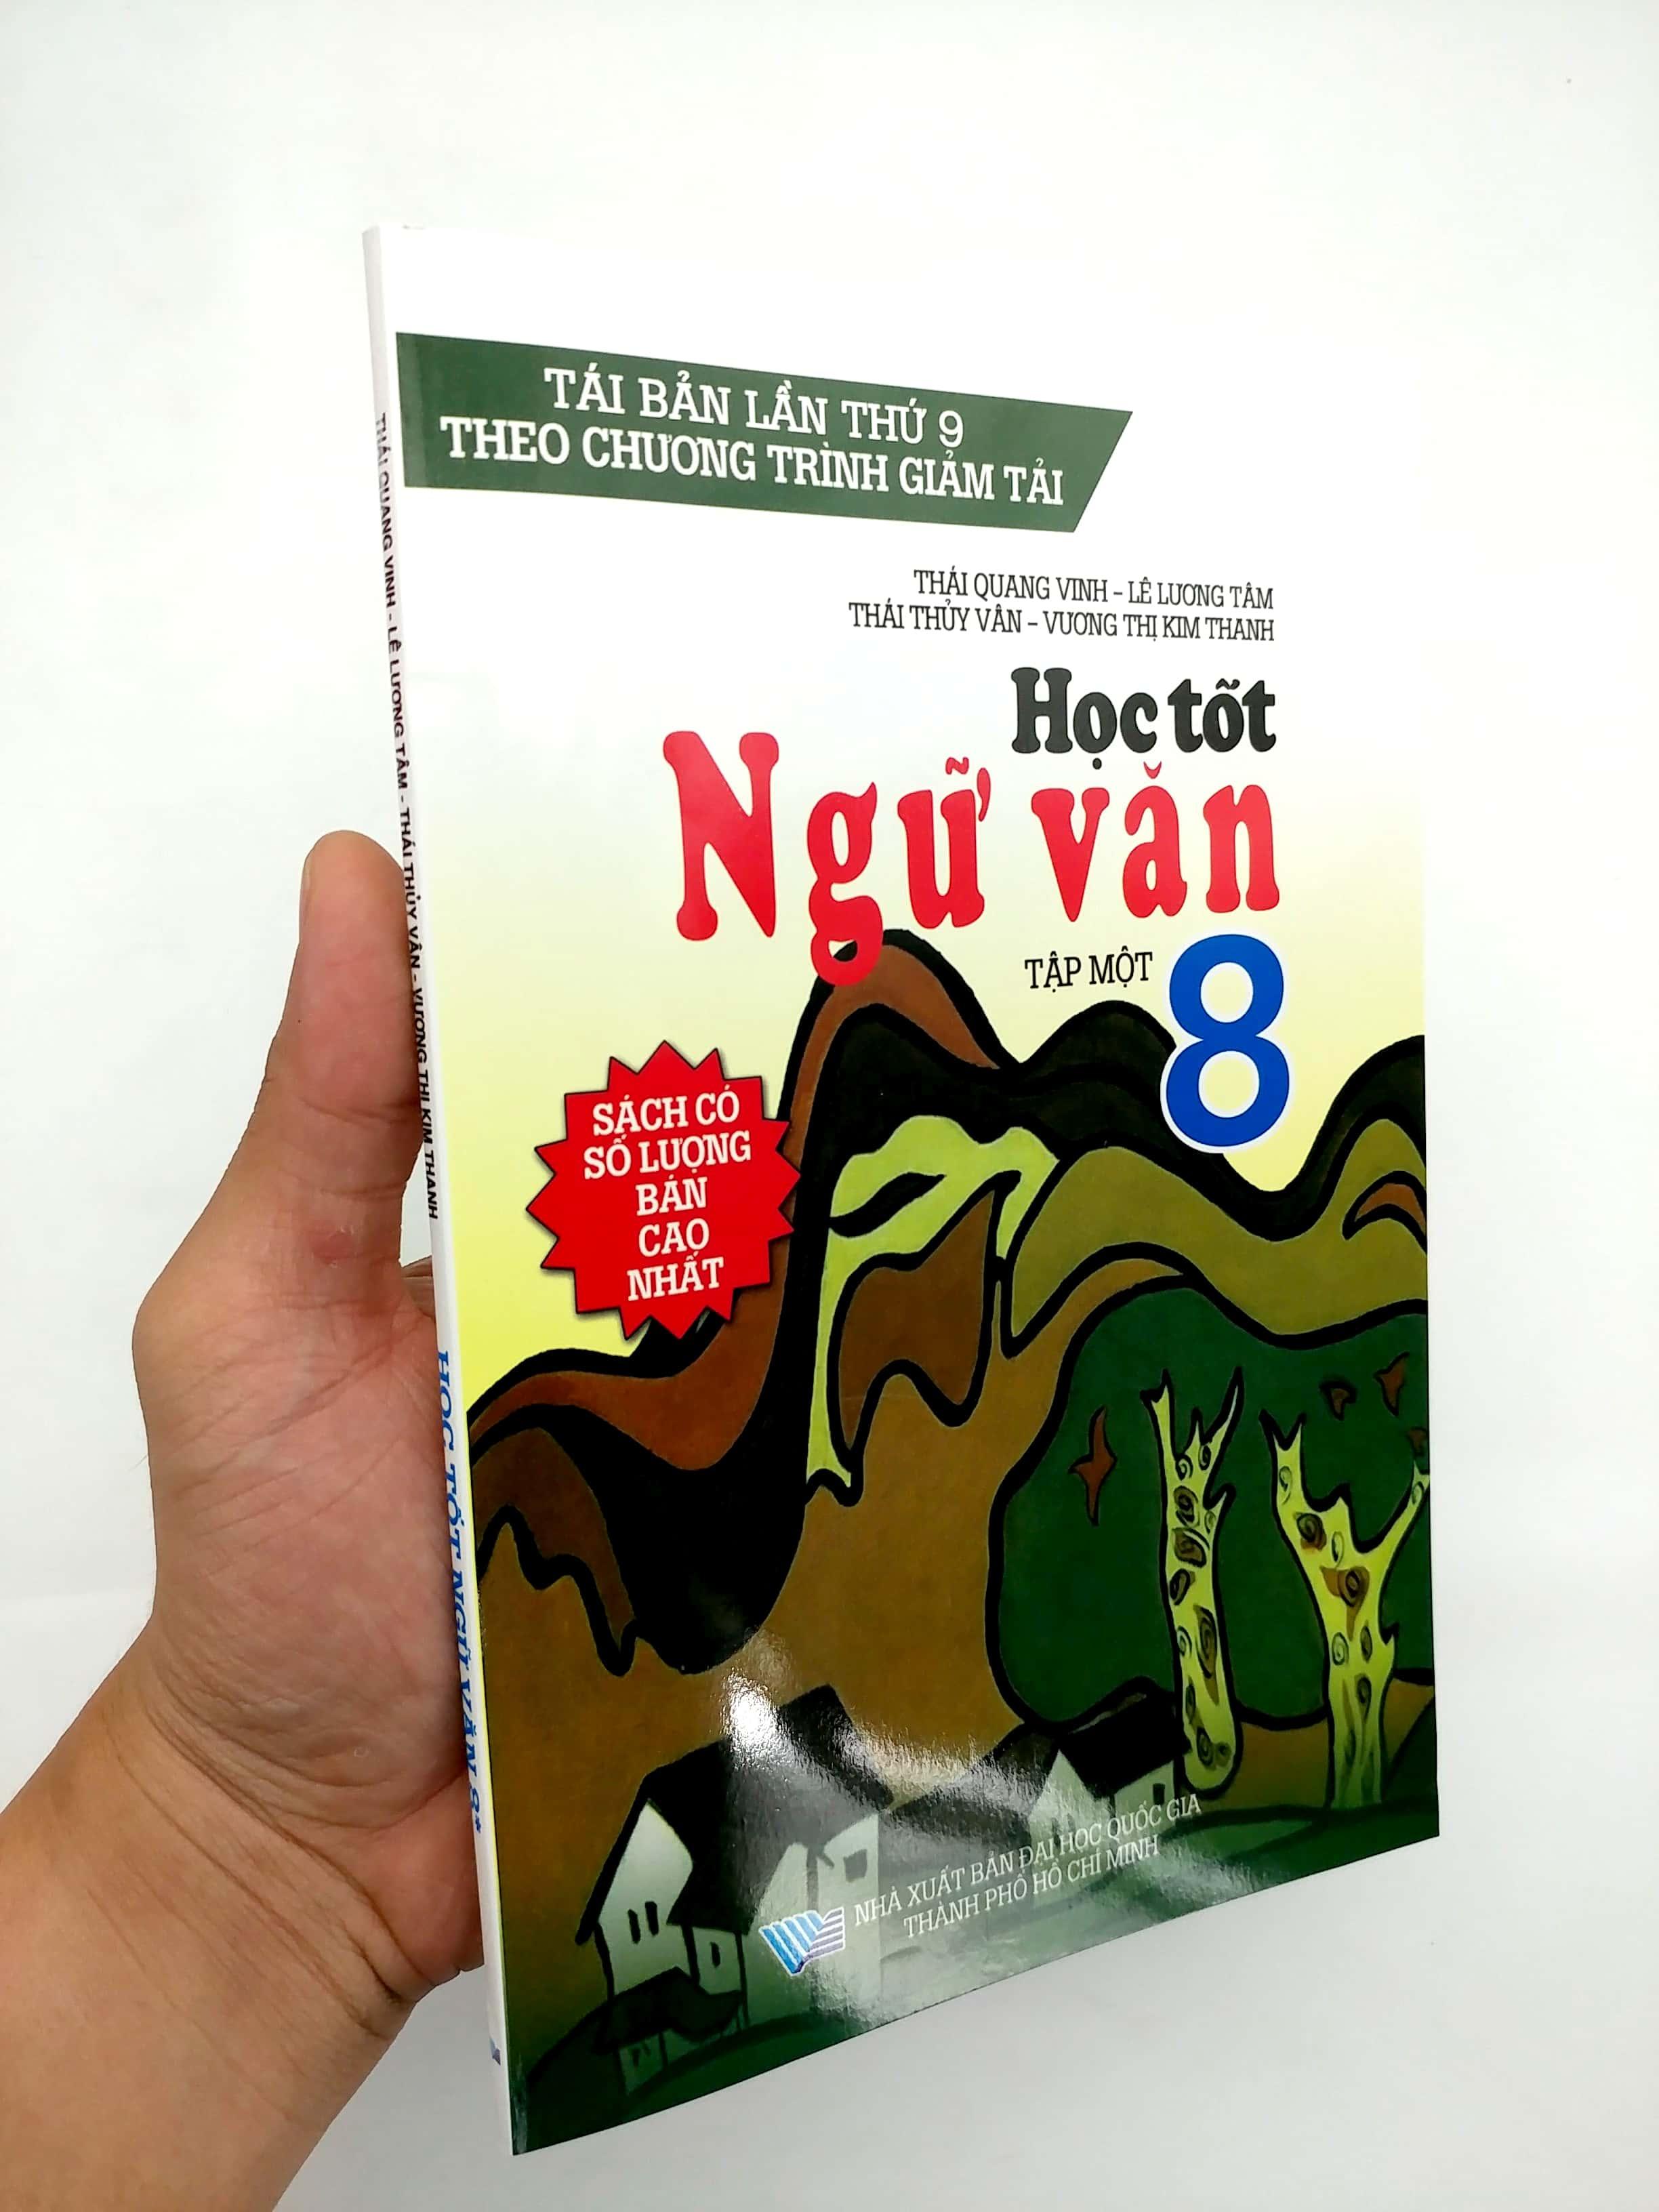 TÁI BẢN LẦN THỨ 9
THEO CHƯƠNG TRÌNH GIẢM TẢI
THÁI QUANG VINH – LÊ LƯƠNG TÂM
THÁI THỦY VÂN – VƯƠNG THỊ KIM THANH
Học tốt
Ngữ văn
TẬP MỘT 8
SÁCH CÓ
SỐ LƯỢNG
BÁN
CAO
NHẤT
NHÀ XUẤT BẢN ĐẠI HỌC QUỐC GIA
THÀNH PHỐ HỒ CHÍ MINH
THÁI QUANG VINH - LÊ LƯƠNG TÂM - THÁI THỦY VÂN - VƯƠNG THỊ KIM THANH
HỌC TỐT NGỮ VĂN 8*